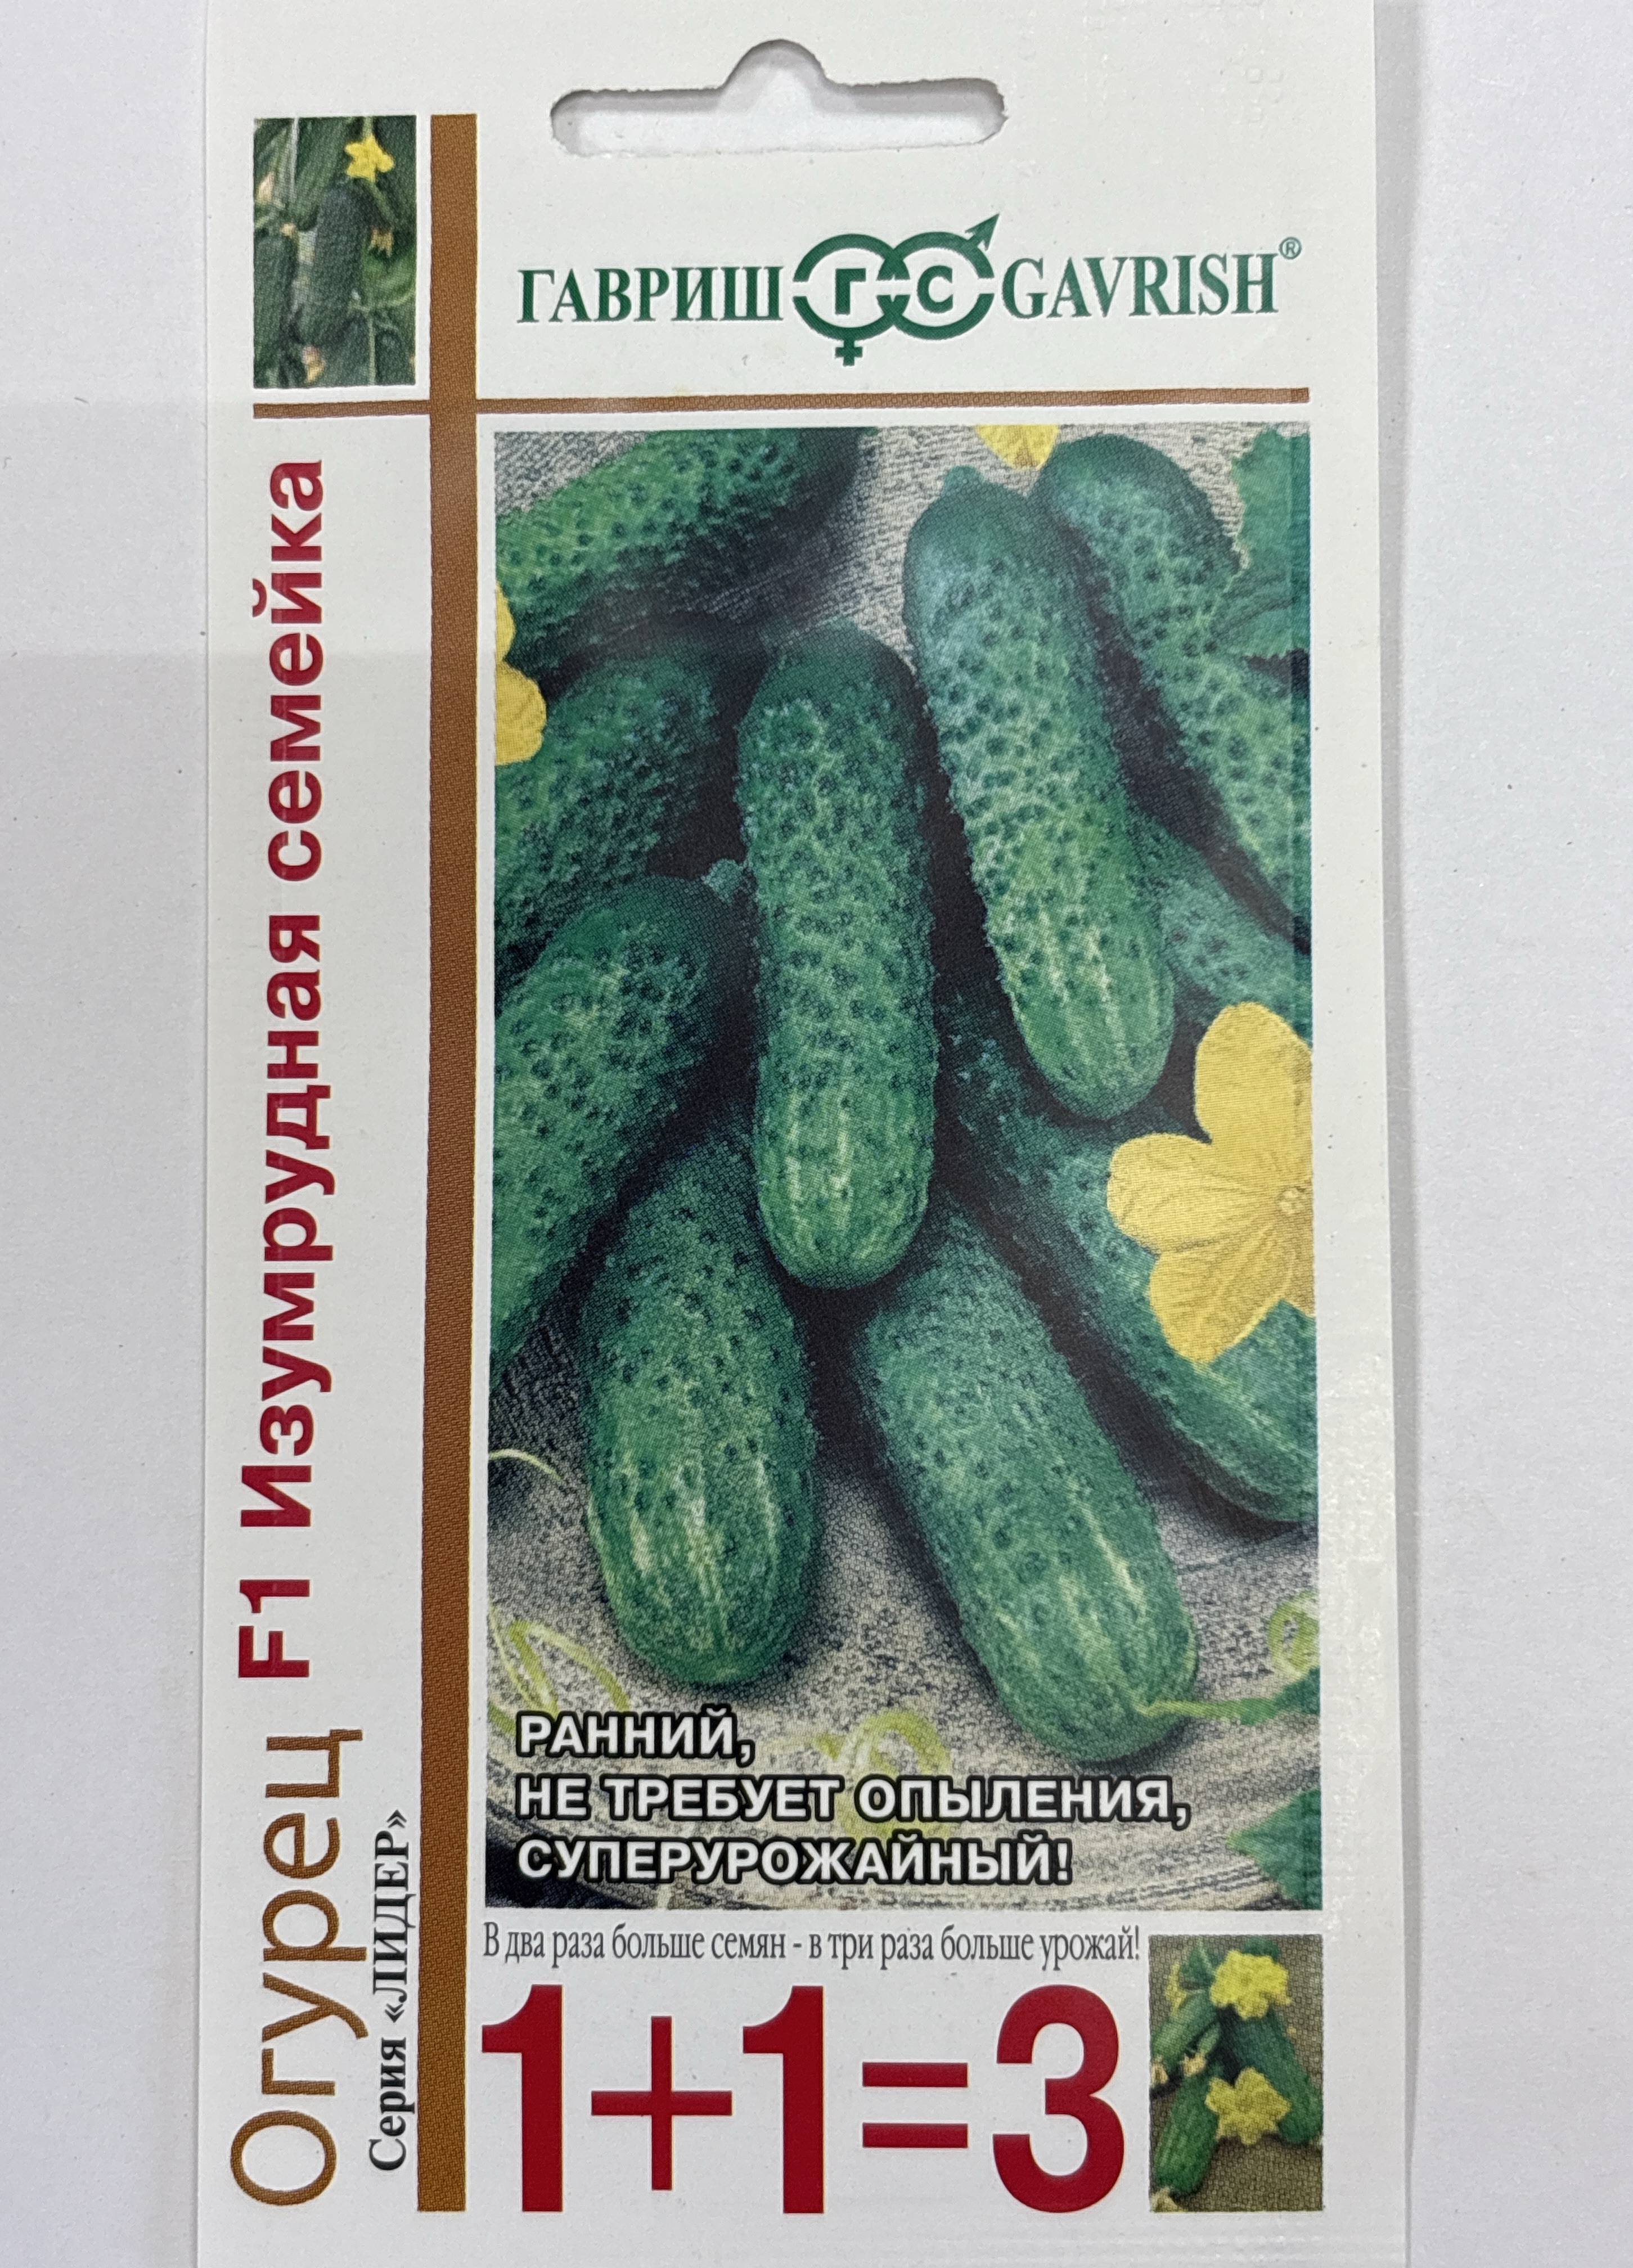 ГАВРИШ ГС GAVRISH®
Огурец F1 Изумрудная семейка
Серия «ЛИДЕР»
РАННИЙ,
НЕ ТРЕБУЕТ ОПЫЛЕНИЯ,
СУПЕРУРОЖАЙНЫЙ!
В два раза больше семян - в три раза больше урожай!
1+1=3